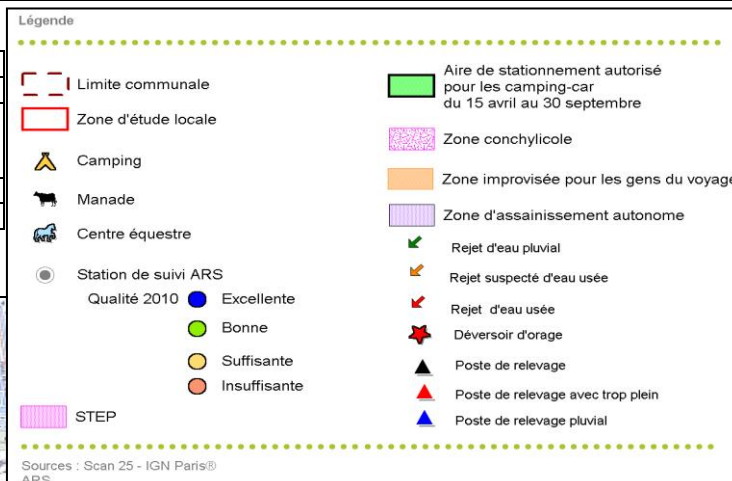 Légende
Limite communale
Zone d'étude locale
Camping
Manade
Centre équestre
Station de suivi ARS
Qualité 2010
Excellente
Bonne
Suffisante
Insuffisante
STEP
Aire de stationnement autorisé
pour les camping-car
du 15 avril au 30 septembre
Zone conchylicole
Zone improvisée pour les gens du voyage
Zone d'assainissement autonome
Rejet d'eau pluvial
Rejet suspecté d'eau usée
Rejet d'eau usée
Déversoir d'orage
Poste de relevage
Poste de relevage avec trop plein
Poste de relevage pluvial
Sources : Scan 25 - IGN Paris®
ARS